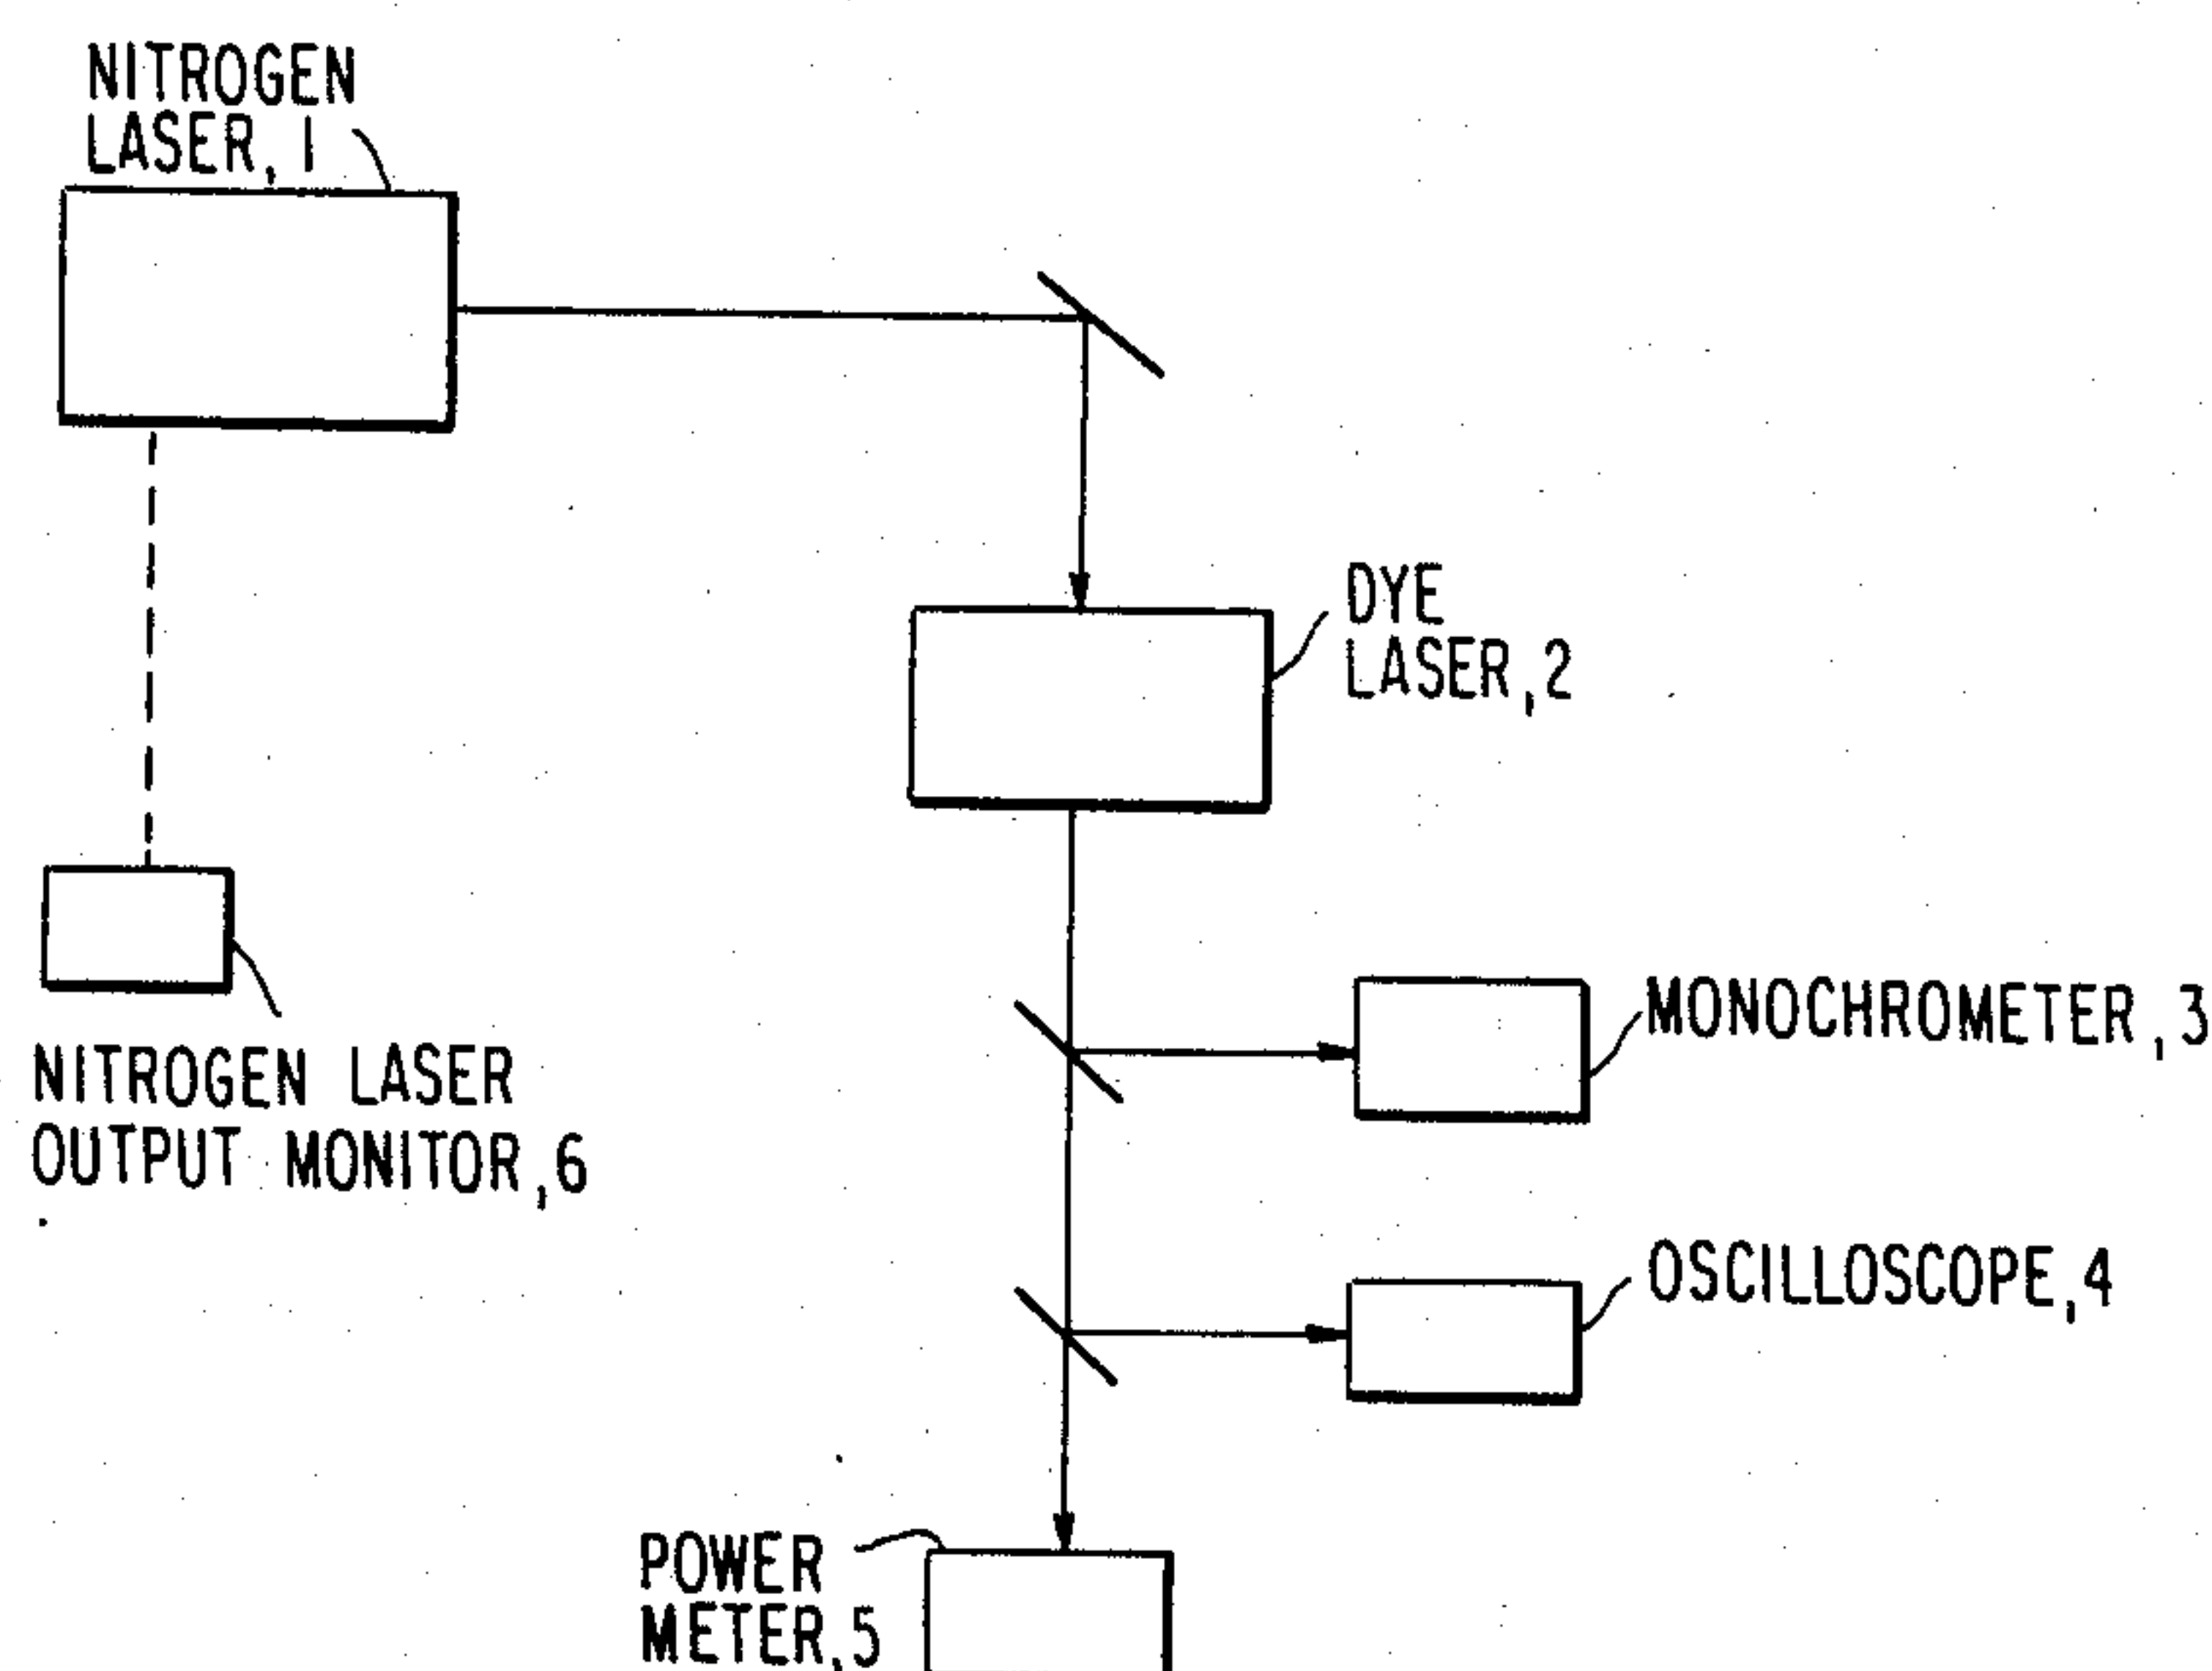 NITROGEN
LASER, 1
DYE
LASER, 2
MONOCHROMETER, 3
NITROGEN LASER
OUTPUT MONITOR, 6
OSCILLOSCOPE, 4
POWER
METER, 5